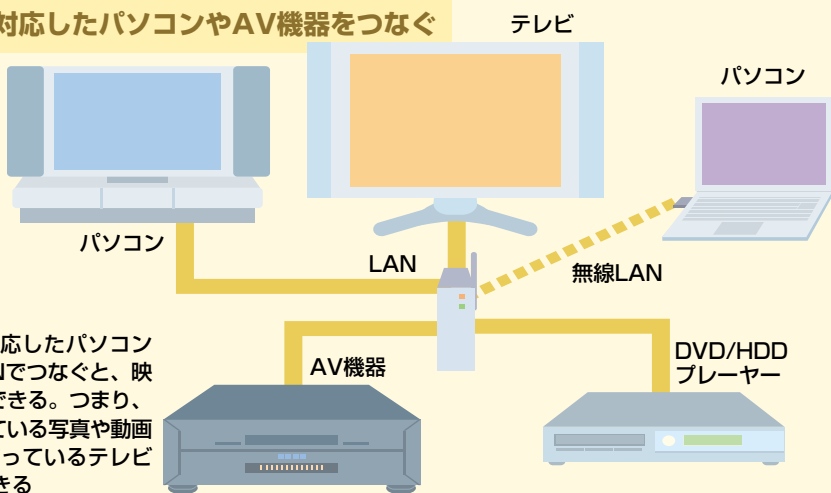 対応したパソコンやAV機器をつなぐ
テレビ
パソコン
パソコン
LAN
無線LAN
AV機器
DVD/HDD
プレーヤー
応したパソコン
Nでつなぐと、映
できる。つまり、
ている写真や動画
っているテレビ
きる